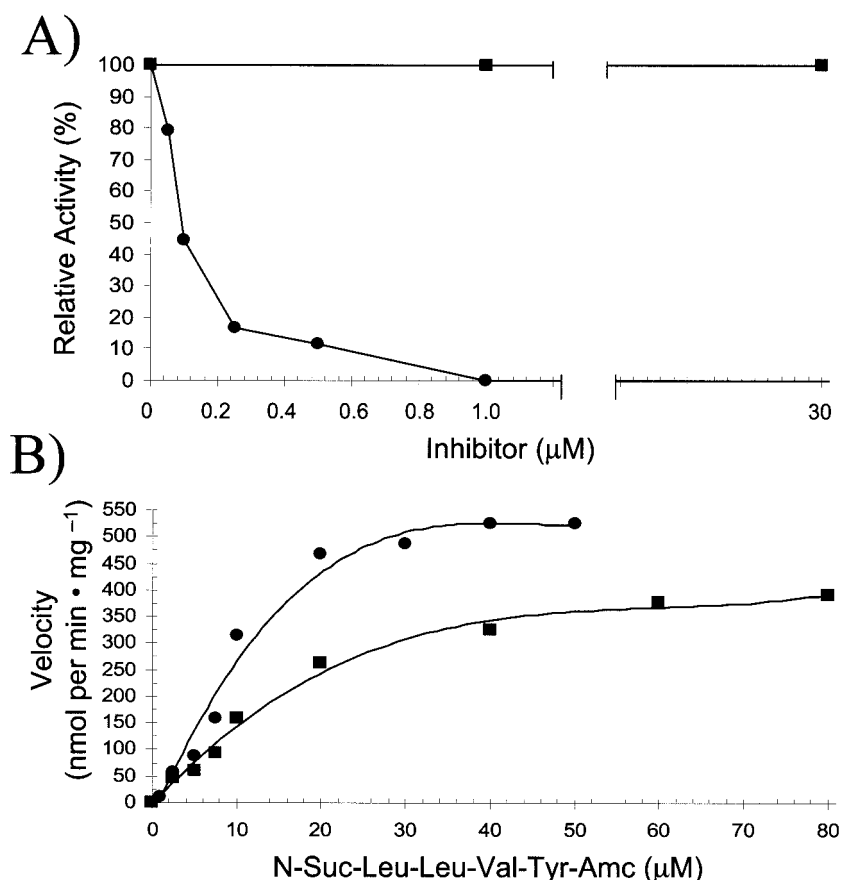 A)
100
90
80
70
60
50
40
30
20
10
0
Relative Activity (%)
0 0.2 0.4 0.6 0.8 1.0 30
Inhibitor (μM)
B)
550
500
450
400
350
300
250
200
150
100
50
0
Velocity
(nmol per min • mg ⁻¹)
0 10 20 30 40 50 60 70 80
N-Suc-Leu-Leu-Val-Tyr-Amc (μM)